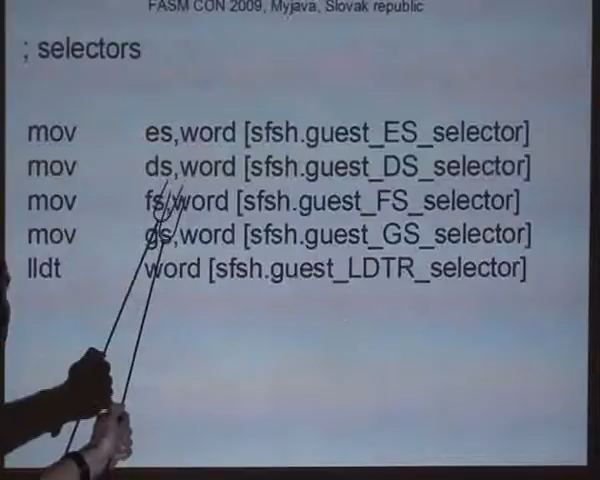 FASM CON 2009, Myjava, Slovak republic
; selectors
mov es,word [sfsh.guest_ES_selector]
mov ds,word [sfsh.guest_DS_selector]
mov fs,word [sfsh.guest_FS_selector]
mov gs,word [sfsh.guest_GS_selector]
lldt word [sfsh.guest_LDTR_selector]